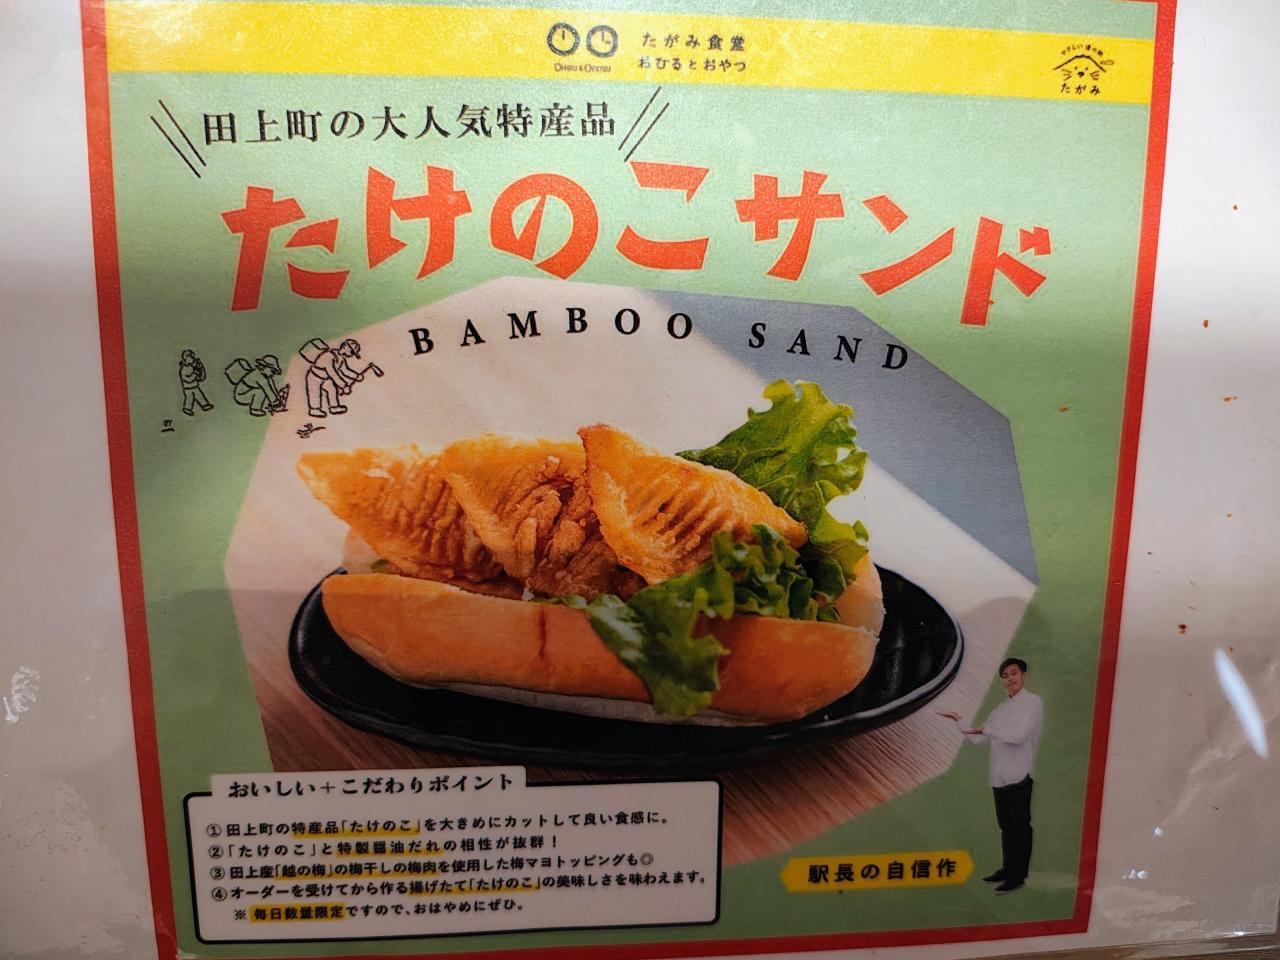 OHIRU & OYATSU
たがみ食堂
おひるとおやつ
やさしい道の駅
たがみ
田上町の大人気特産品
たけのこサンド
BAMBOO SAND
おいしい+こだわりポイント
①田上町の特産品「たけのこ」を大きめにカットして良い食感に。
②「たけのこ」と特製醤油だれの相性が抜群！
③田上産「越の梅」の梅干しの梅肉を使用した梅マヨトッピングも◎
④オーダーを受けてから作る揚げたて「たけのこ」の美味しさを味わえます。
※毎日数量限定ですので、おはやめにぜひ。
駅長の自信作